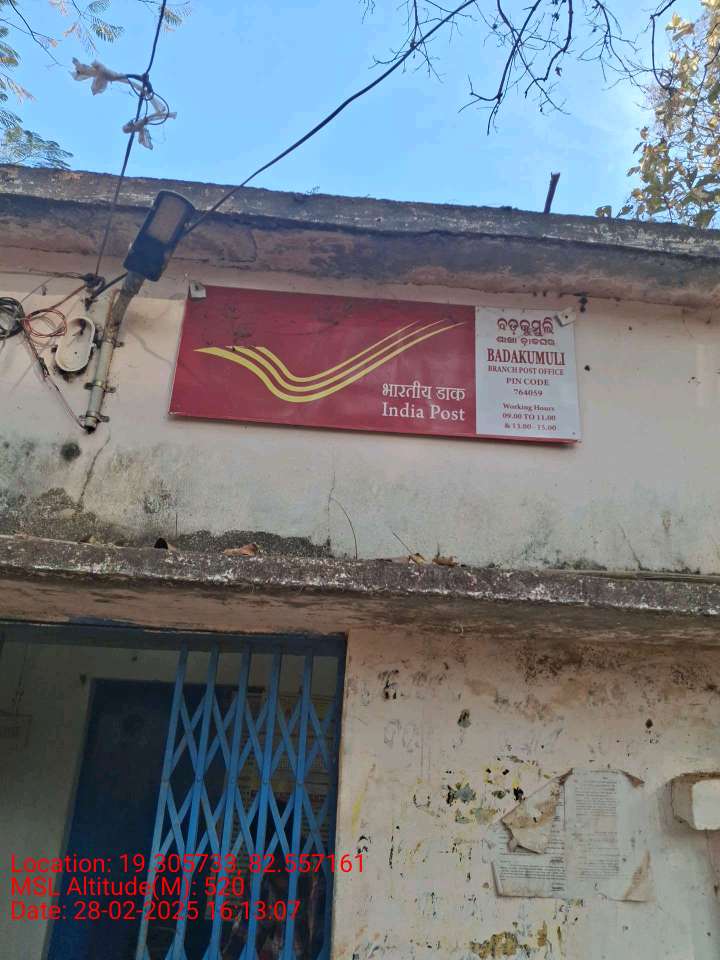 भारतीय डाक
India Post
ବଡ଼କୁମୁଲି
ଶାଖା ଡ଼ାକଘର
BADAKUMULI
BRANCH POST OFFICE
PIN CODE
764059
Working Hours
09.00 TO 11.00
& 13.00 - 15.00
Location: 19.305733, 82.557161
MSL Altitude(M): 520
Date: 28-02-2025 16:13:07